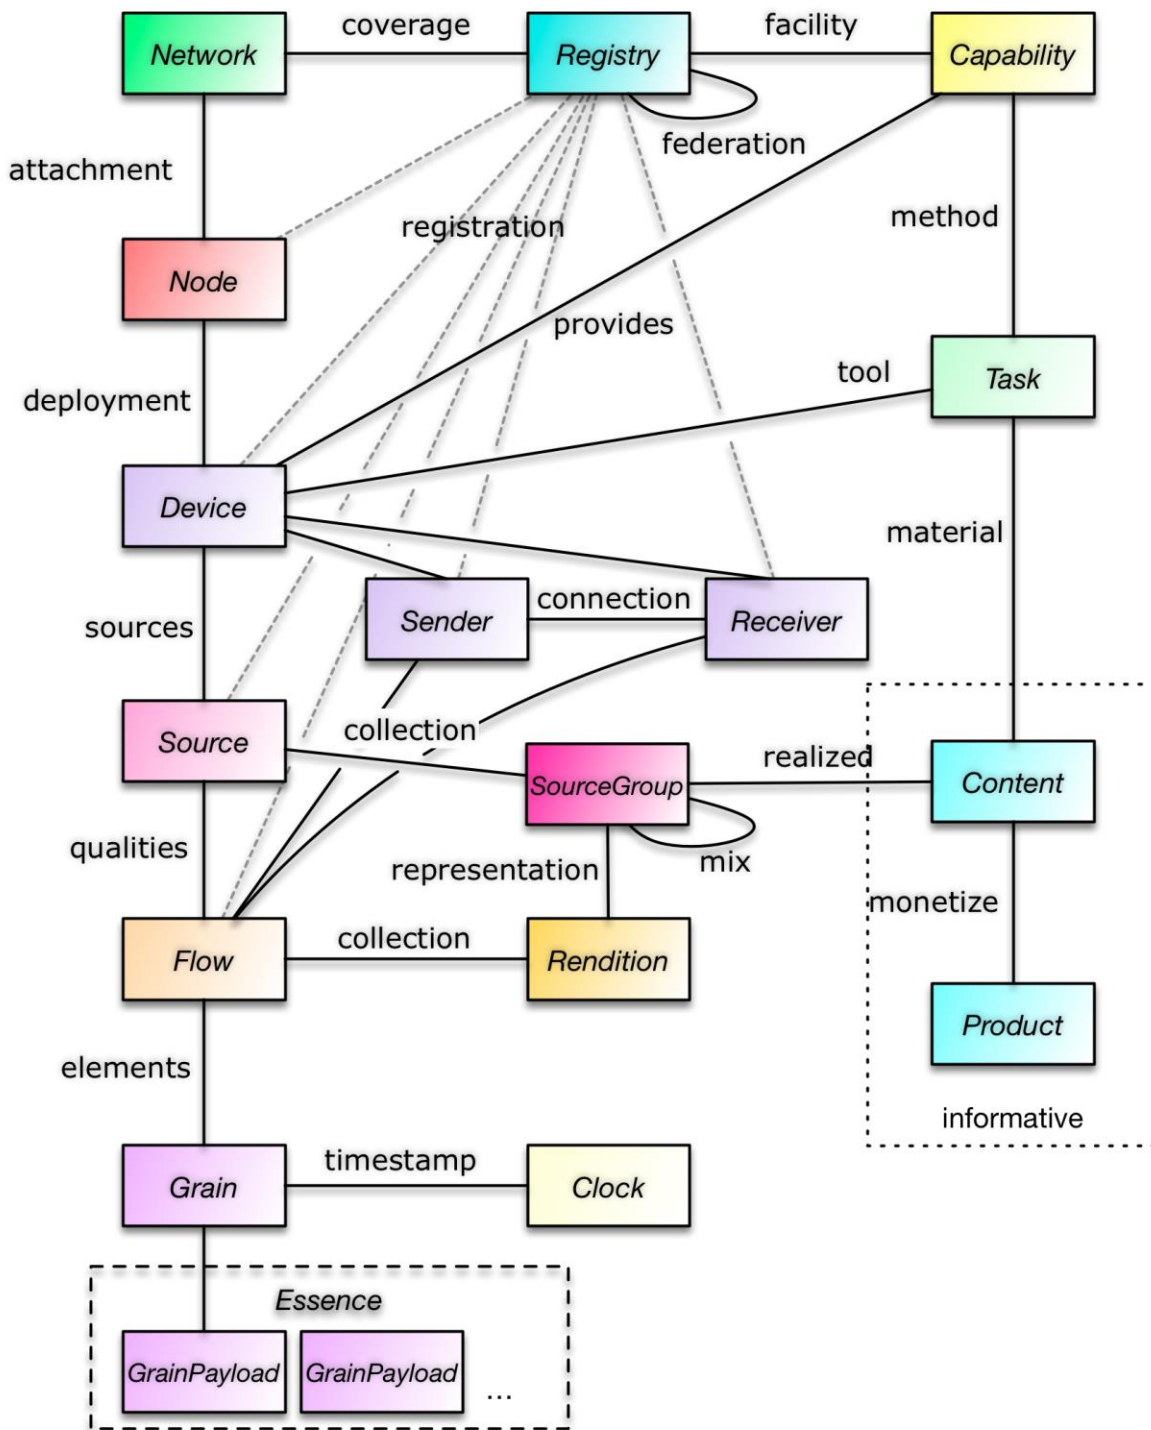 coverage
facility
Network
Registry
Capability
federation
attachment
method
registration
Node
provides
tool
Task
deployment
Device
material
connection
sources
Sender
Receiver
collection
Source
realized
SourceGroup
Content
qualities
representation
mix
monetize
collection
Flow
Rendition
Product
elements
informative
timestamp
Grain
Clock
Essence
GrainPayload
GrainPayload
...